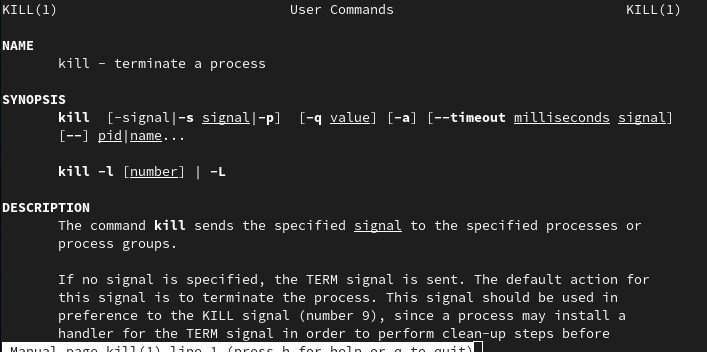 KILL(1) User Commands KILL(1)
NAME
kill - terminate a process
SYNOPSIS
kill [-signal|-s signal|-p] [-q value] [-a] [--timeout milliseconds signal]
[--] pid|name...
kill -l [number] | -L
DESCRIPTION
The command kill sends the specified signal to the specified processes or
process groups.
If no signal is specified, the TERM signal is sent. The default action for
this signal is to terminate the process. This signal should be used in
preference to the KILL signal (number 9), since a process may install a
handler for the TERM signal in order to perform clean-up steps before
Manual page kill(1) line 1 (press h for help or q to quit)